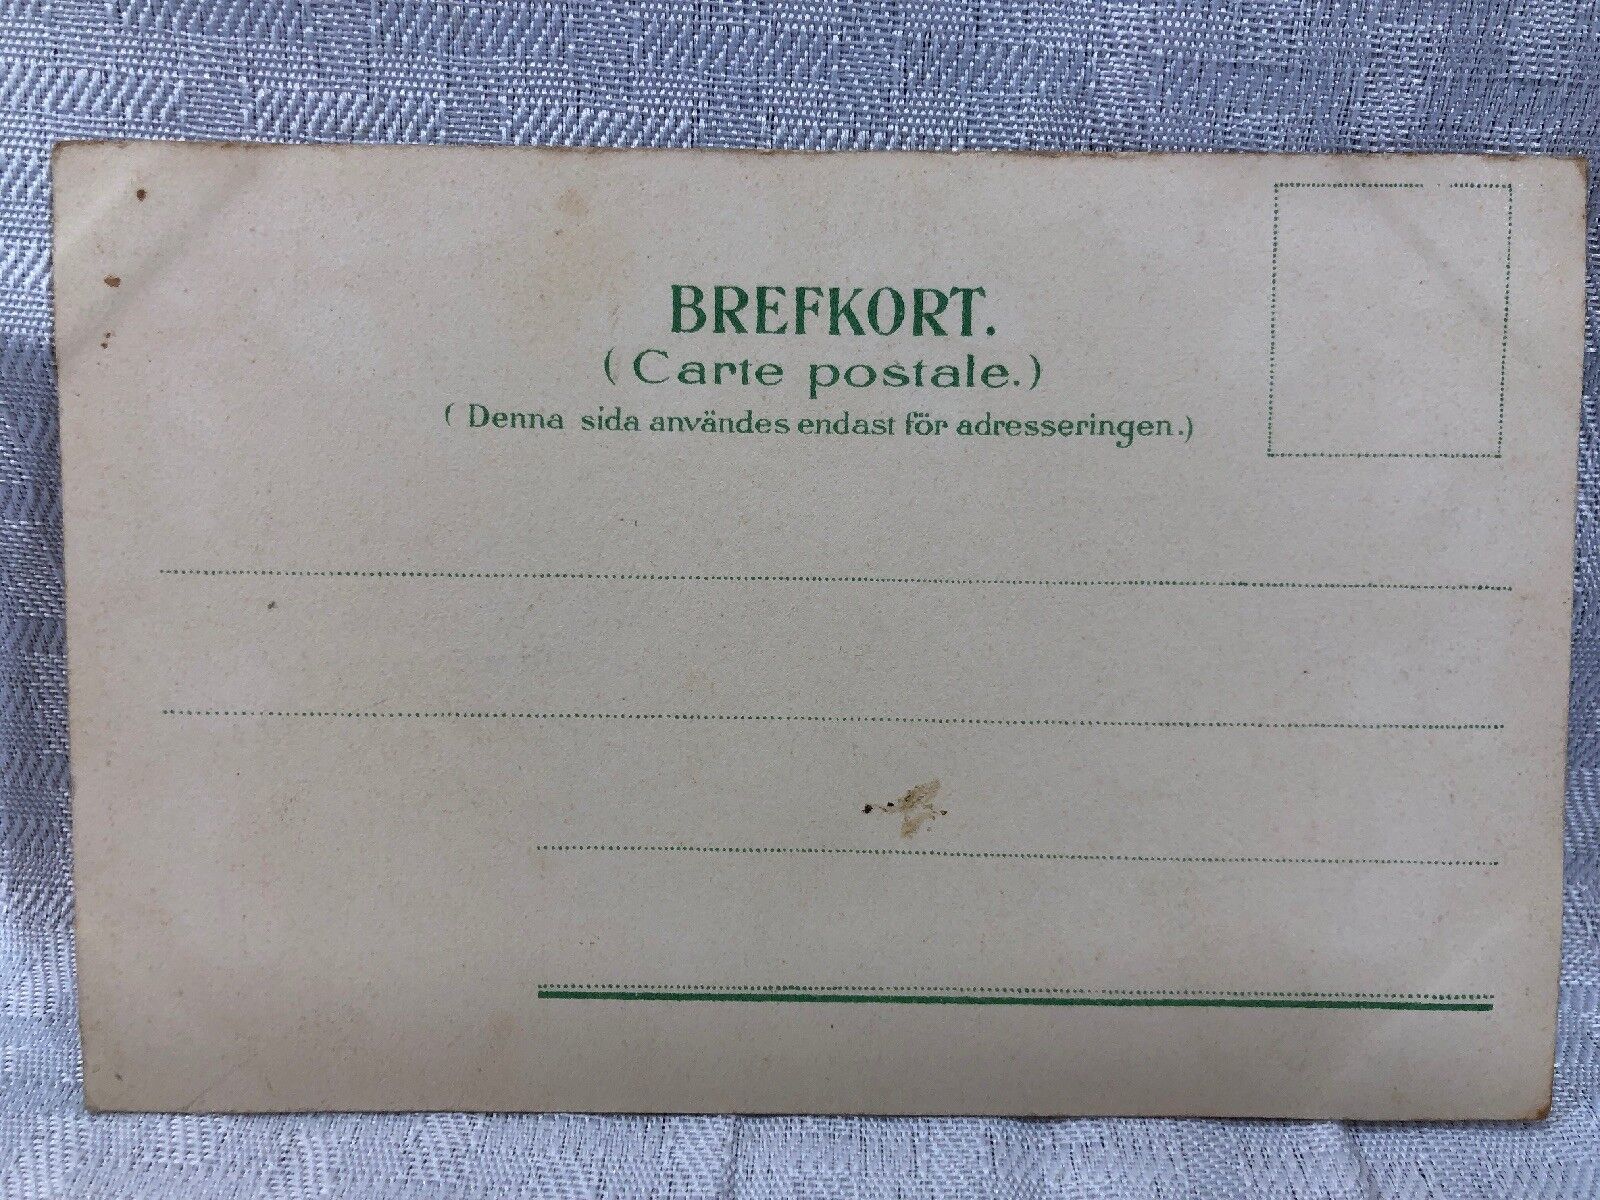 BREFKORT.
(Carte postale.)
(Denna sida användes endast för adresseringen.)